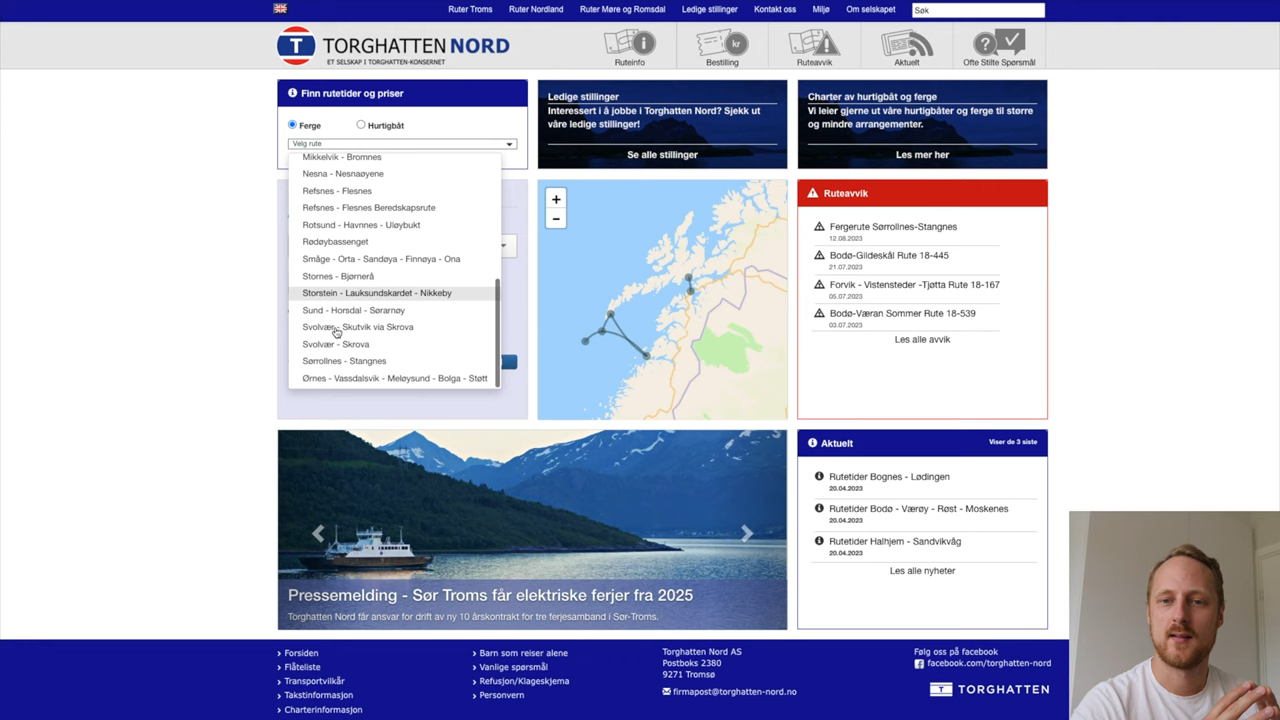 Ruter Troms
Ruter Nordland
Ruter Møre og Romsdal
Ledige stillinger
Kontakt oss
Miljø
Om selskapet
Søk
T TORGHATTEN NORD
ET SELSKAP I TORGHATTEN-KONSERNET
Ruteinfo
kr
Bestilling
Ruteavvik
Aktuelt
Ofte Stilte Spørsmål
Finn rutetider og priser
Ferge
Hurtigbåt
Velg rute
Mikkelvik - Bromnes
Nesna - Nesnaøyene
Refsnes - Flesnes
Refsnes - Flesnes Beredskapsrute
Rotsund - Havnnes - Uløybukt
Rødøybassenget
Småge - Orta - Sandøya - Finnøya - Ona
Stornes - Bjørnerå
Storstein - Lauksundskardet - Nikkeby
Sund - Horsdal - Sørarnøy
Svolvær - Skutvik via Skrova
Svolvær - Skrova
Sørrollnes - Stangnes
Ørnes - Vassdalsvik - Meløysund - Bolga - Støtt
Ledige stillinger
Interessert i å jobbe i Torghatten Nord? Sjekk ut
våre ledige stillinger!
Se alle stillinger
Charter av hurtigbåt og ferge
Vi leier gjerne ut våre hurtigbåter og ferge til større
og mindre arrangementer.
Les mer her
+
−
Ruteavvik
Fergerute Sørrollnes-Stangnes
12.08.2023
Bodø-Gildeskål Rute 18-445
21.07.2023
Forvik - Vistensteder -Tjøtta Rute 18-167
05.07.2023
Bodø-Væran Sommer Rute 18-539
03.07.2023
Les alle avvik
Pressemelding - Sør Troms får elektriske ferjer fra 2025
Torghatten Nord får ansvar for drift av ny 10 årskontrakt for tre ferjesamband i Sør-Troms.
Aktuelt
Viser de 3 siste
Rutetider Bognes - Lødingen
20.04.2023
Rutetider Bodø - Værøy - Røst - Moskenes
20.04.2023
Rutetider Halhjem - Sandvikvåg
20.04.2023
Les alle nyheter
Forsiden
Flåteliste
Transportvilkår
Takstinformasjon
Charterinformasjon
Barn som reiser alene
Vanlige spørsmål
Refusjon/Klageskjema
Personvern
Torghatten Nord AS
Postboks 2380
9271 Tromsø
firmapost@torghatten-nord.no
Følg oss på facebook
facebook.com/torghatten-nord
TORGHATTEN